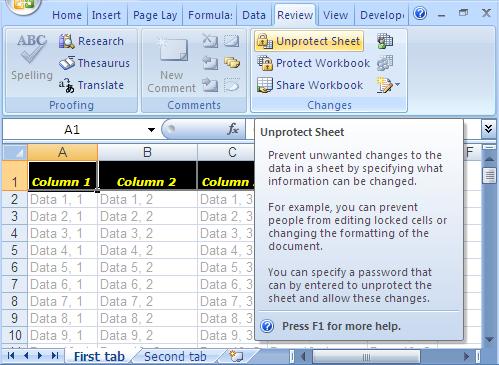 Home Insert Page Lay Formulas Data Review View Develope
ABC Research Unprotect Sheet
Spelling Thesaurus New Comment Protect Workbook
Translate Share Workbook
Proofing Comments Changes
A1 fx
Unprotect Sheet
Prevent unwanted changes to the
data in a sheet by specifying what
information can be changed.
For example, you can prevent
people from editing locked cells or
changing the formatting of the
document.
You can specify a password that
can be entered to unprotect the
sheet and allow these changes.
Press F1 for more help.
A B C F
1 Column 1 Column 2 Column
2 Data 1, 1 Data 1, 2 Data 1, 3
3 Data 2, 1 Data 2, 2 Data 2, 3
4 Data 3, 1 Data 3, 2 Data 3, 3
5 Data 4, 1 Data 4, 2 Data 4, 3
6 Data 5, 1 Data 5, 2 Data 5, 3
7 Data 6, 1 Data 6, 2 Data 6, 3
8 Data 7, 1 Data 7, 2 Data 7, 3
9 Data 8, 1 Data 8, 2 Data 8, 3
10 Data 9, 1 Data 9, 2 Data 9, 3
First tab Second tab